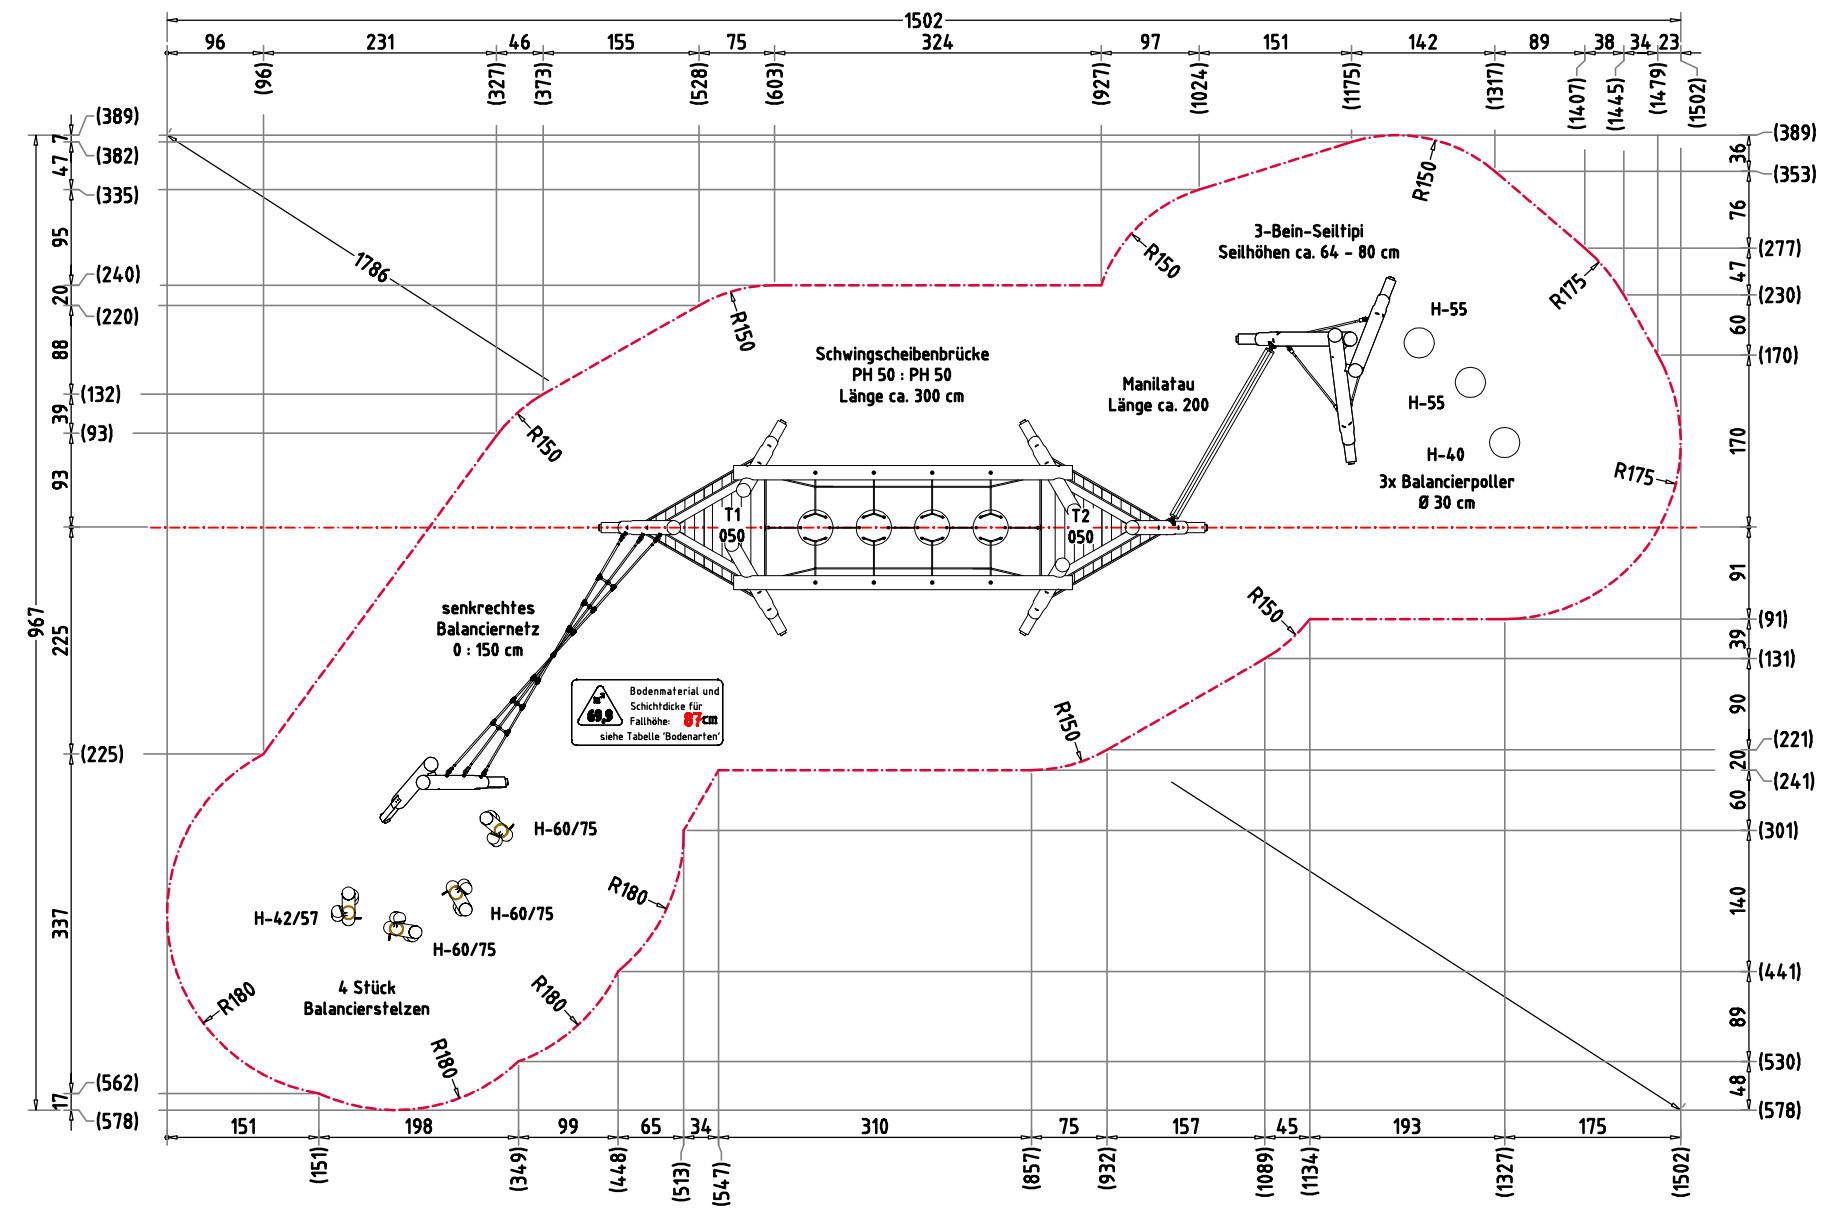 1502
96 231 46 155 75 324 97 151 142 89 38 34 23
(96) (327) (373) (528) (603) (927) (1024) (1175) (1317) (1407) (1445) (1479) (1502)
967
7
47
95
20
88
39
93
225
337
17
(389)
(382)
(335)
(240)
(220)
(132)
(93)
(225)
(562)
(578)
1786
R150
R150
R150
R150
R175
R175
R150
R150
R180
R180
R180
R180
3-Bein-Seiltipi
Seilhöhen ca. 64 - 80 cm
H-55
H-55
H-40
3x Balancierpoller
Ø 30 cm
Schwingscheibenbrücke
PH 50 : PH 50
Länge ca. 300 cm
Manilatau
Länge ca. 200
T1
050
T2
050
senkrechtes
Balanciernetz
0 : 150 cm
m²
69,9
Bodenmaterial und
Schichtdicke für
Fallhöhe: 87cm
siehe Tabelle 'Bodenarten'
H-60/75
H-60/75
H-42/57
H-60/75
4 Stück
Balancierstelzen
36
76
47
60
170
91
39
90
20
60
140
89
48
(389)
(353)
(277)
(230)
(170)
(91)
(131)
(221)
(241)
(301)
(441)
(530)
(578)
151 198 99 65 34 310 75 157 45 193 175
(151) (349) (448) (513) (547) (857) (932) (1089) (1134) (1327) (1502)